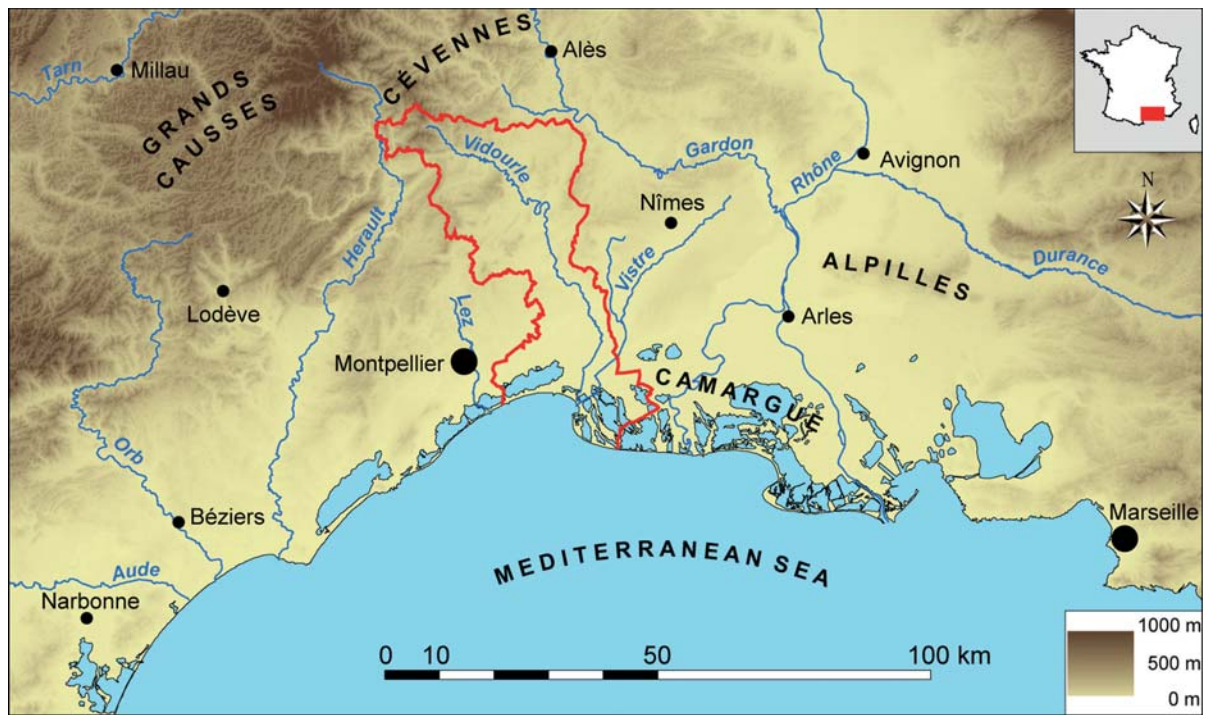 CÉVENNES
Alès
Tarn
Millau
GRANDS
CAUSSES
Vidourle
Gardon
Rhône
Avignon
N
Nîmes
Herault
Vistre
Durance
ALPILLES
Lodève
Lez
Arles
Montpellier
CAMARGUE
Orb
Béziers
Marseille
MEDITERRANEAN SEA
Aude
Narbonne
0 10 50 100 km
1000 m
500 m
0 m